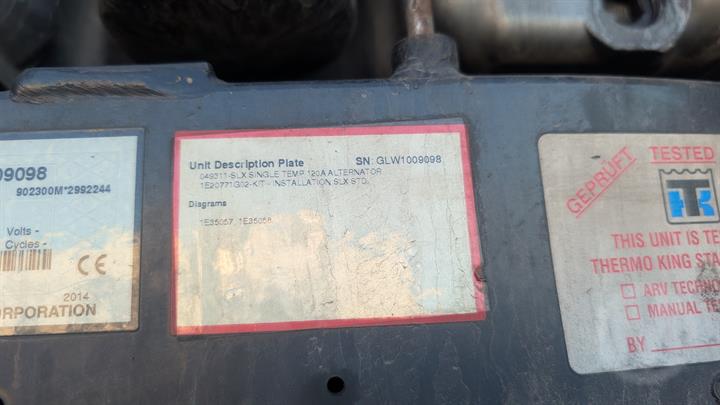 09098
902300M*2992244
Volts -
Cycles -
CE
2014
ORPORATION
Unit Description Plate SN: GLW1009098
049311-SLX SINGLE TEMP 120A ALTERNATOR
1E20771G02-KIT - INSTALLATION SLX STD.
Diagrams
1E35057, 1E35058
GEPRÜFT
TESTED
TK
THIS UNIT IS TE
THERMO KING STA
ARV TECHNO
MANUAL TE
BY